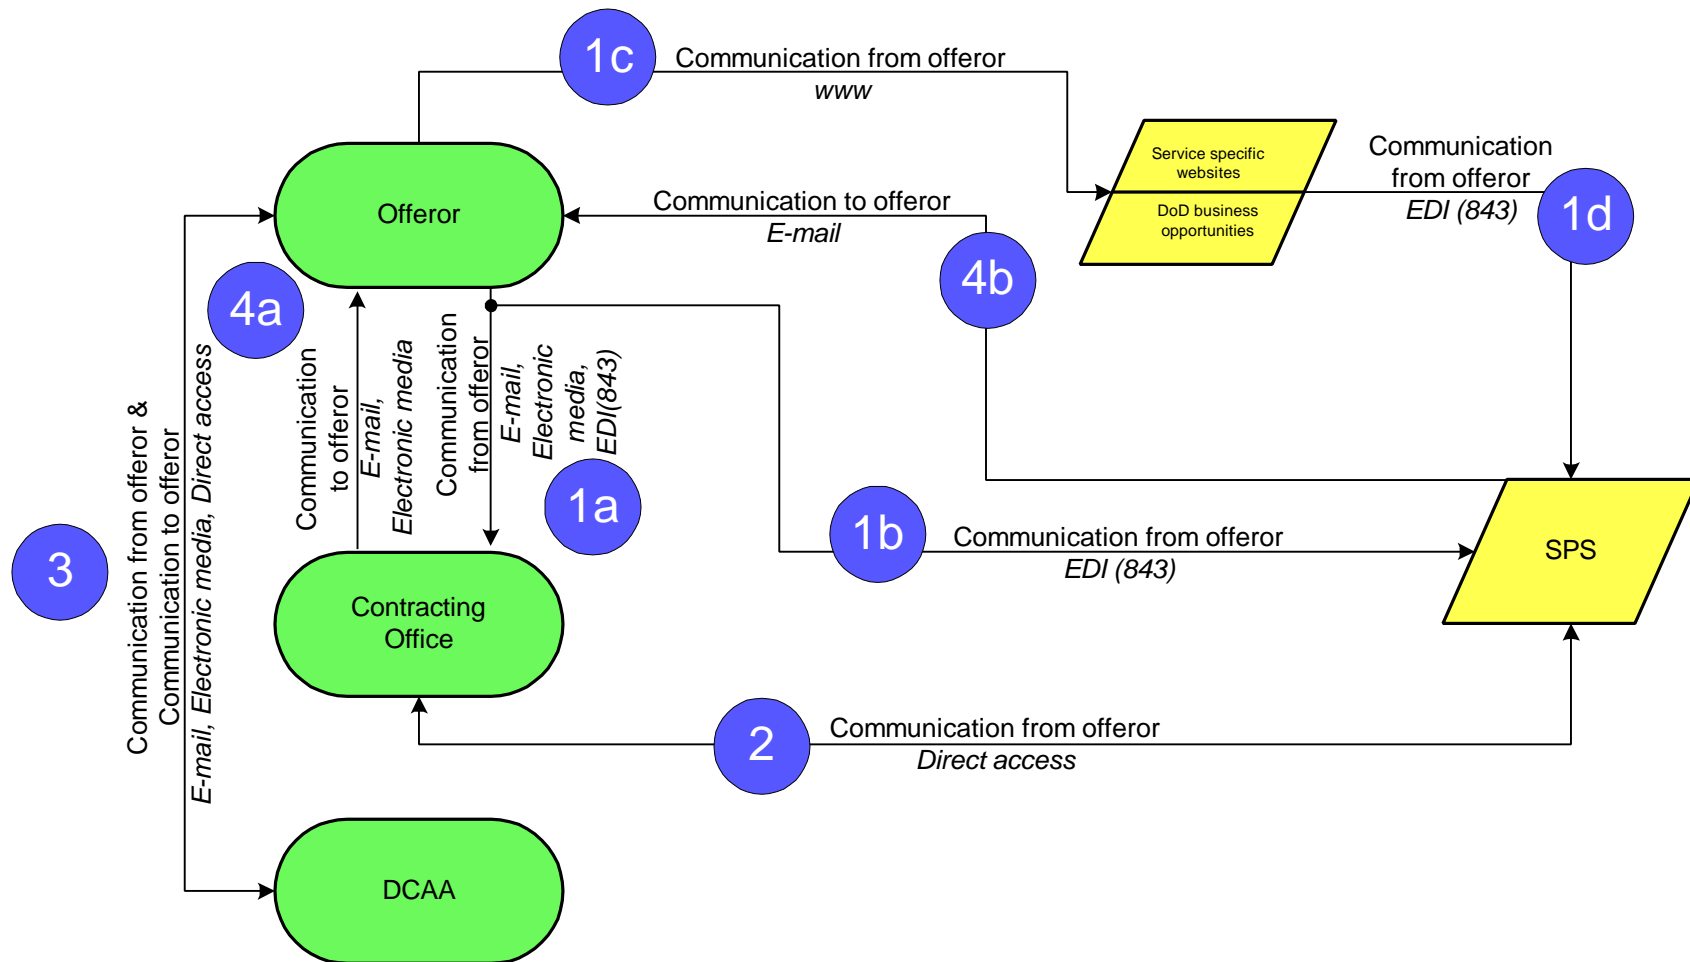 1c
Communication from offeror
www
Service specific
websites
DoD business
opportunities
Communication
from offeror
EDI (843)
1d
Offeror
Communication to offeror
E-mail
4b
4a
Communication
to offeror
E-mail,
Electronic media
Communication
from offeror
E-mail,
Electronic
media,
EDI(843)
1a
Communication from offeror &
Communication to offeror
E-mail, Electronic media, Direct access
3
1b
Communication from offeror
EDI (843)
SPS
Contracting
Office
2
Communication from offeror
Direct access
DCAA